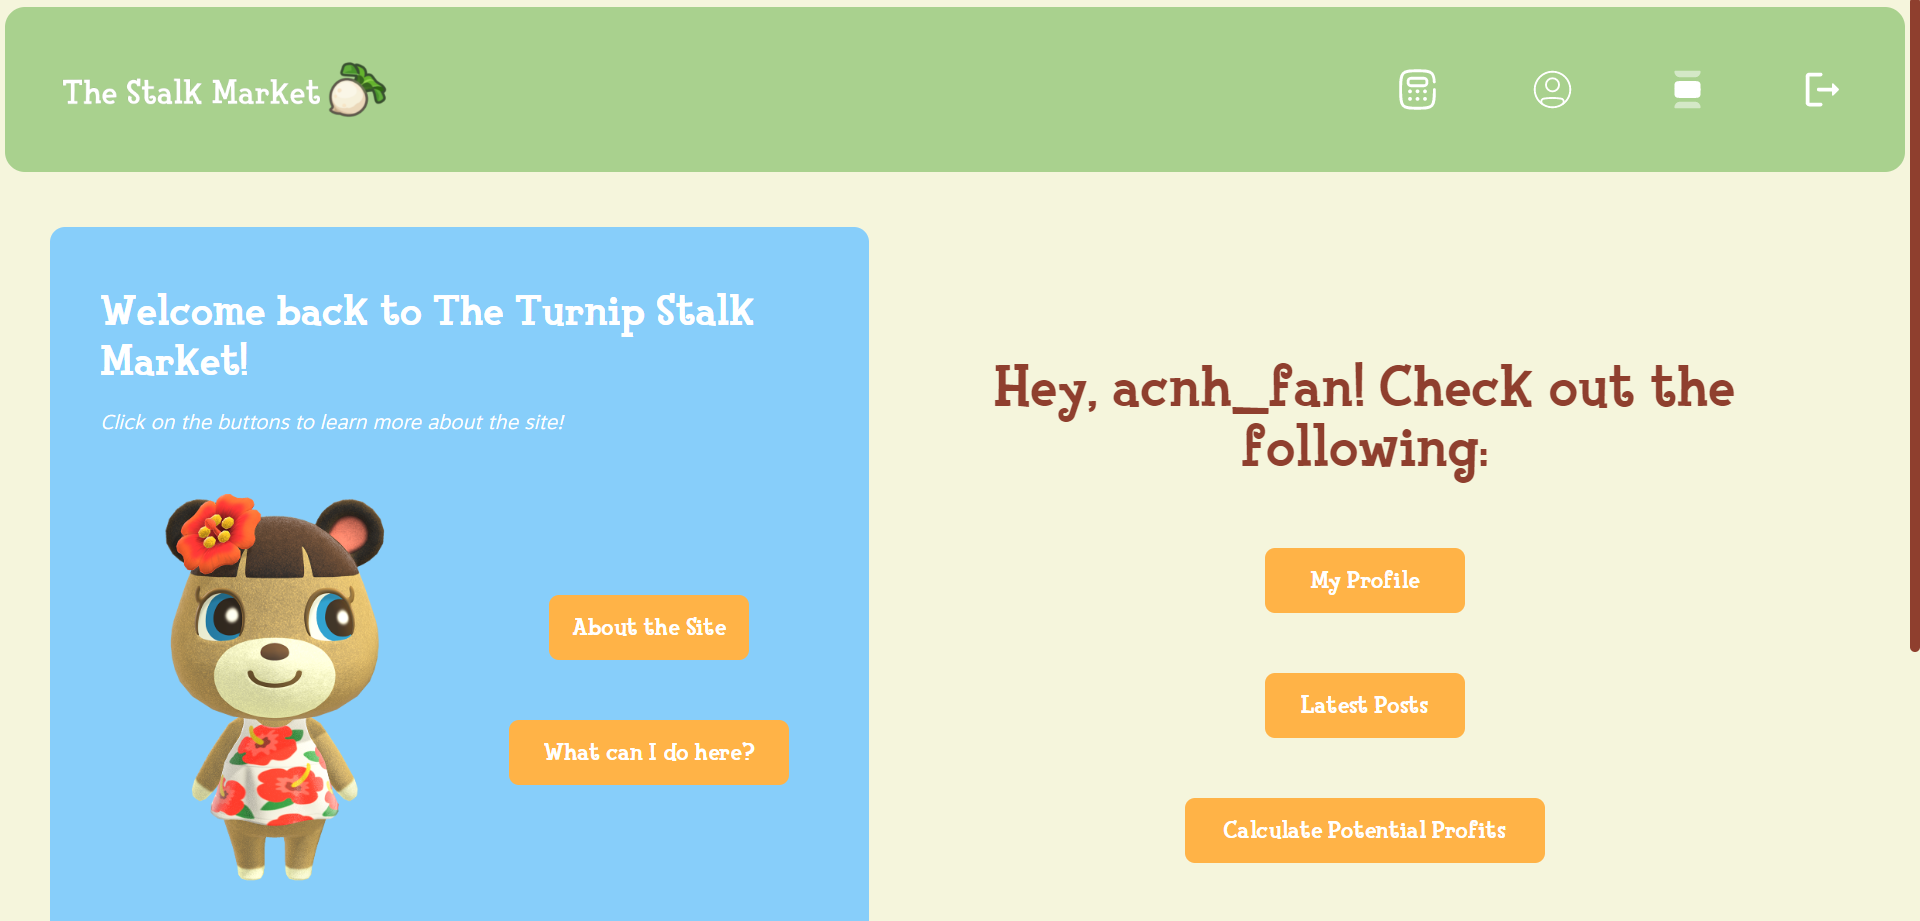 The Stalk Market
Welcome back to The Turnip Stalk
Market!
Click on the buttons to learn more about the site!
About the Site
What can I do here?
Hey, acnh_fan! Check out the
following:
My Profile
Latest Posts
Calculate Potential Profits